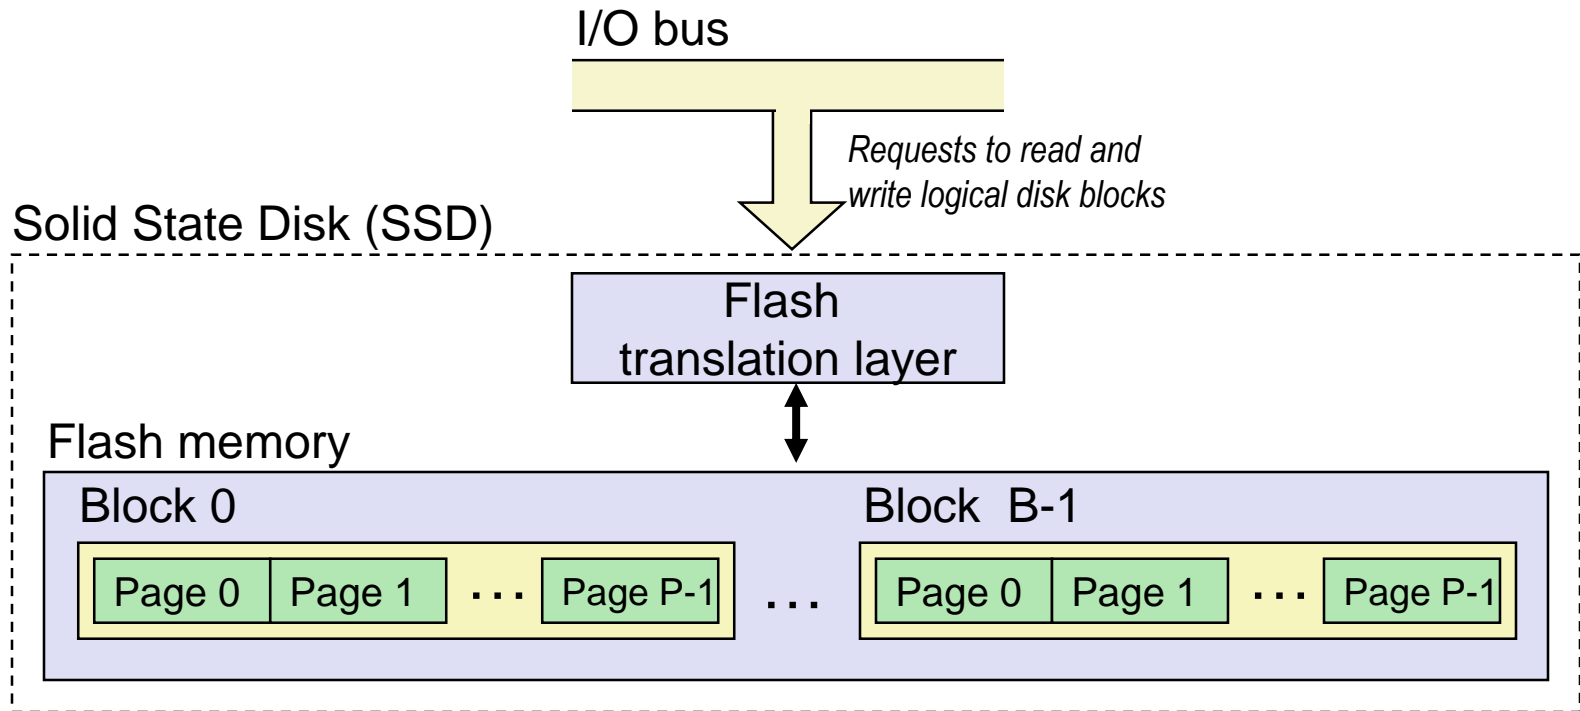 I/O bus
Requests to read and
write logical disk blocks
Solid State Disk (SSD)
Flash
translation layer
Flash memory
Block 0
Block B-1
Page 0 Page 1 ... Page P-1 ... Page 0 Page 1 ... Page P-1